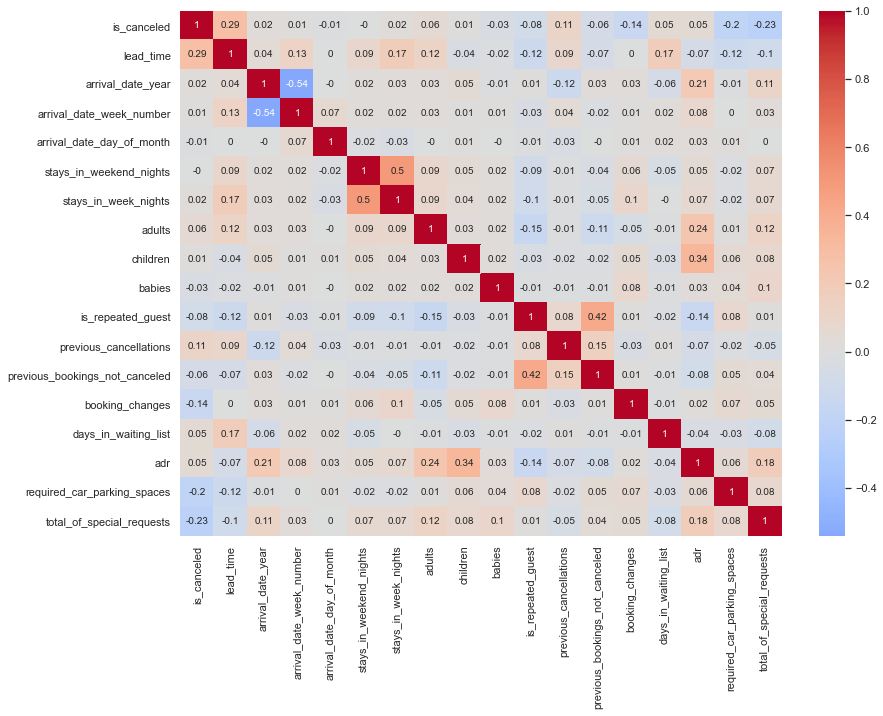 is_canceled 1 0.29 0.02 0.01 -0.01 -0 0.02 0.06 0.01 -0.03 -0.08 0.11 -0.06 -0.14 0.05 0.05 -0.2 -0.23
lead_time 0.29 1 0.04 0.13 0 0.09 0.17 0.12 -0.04 -0.02 -0.12 0.09 -0.07 0 0.17 -0.07 -0.12 -0.1
arrival_date_year 0.02 0.04 1 -0.54 -0 0.02 0.03 0.03 0.05 -0.01 0.01 -0.12 0.03 0.03 -0.06 0.21 -0.01 0.11
arrival_date_week_number 0.01 0.13 -0.54 1 0.07 0.02 0.02 0.03 0.01 0.01 -0.03 0.04 -0.02 0.01 0.02 0.08 0 0.03
arrival_date_day_of_month -0.01 0 -0 0.07 1 -0.02 -0.03 -0 0.01 -0 -0.01 -0.03 -0 0.01 0.02 0.03 0.01 0
stays_in_weekend_nights -0 0.09 0.02 0.02 -0.02 1 0.5 0.09 0.05 0.02 -0.09 -0.01 -0.04 0.06 -0.05 0.05 -0.02 0.07
stays_in_week_nights 0.02 0.17 0.03 0.02 -0.03 0.5 1 0.09 0.04 0.02 -0.1 -0.01 -0.05 0.1 -0 0.07 -0.02 0.07
adults 0.06 0.12 0.03 0.03 -0 0.09 0.09 1 0.03 0.02 -0.15 -0.01 -0.11 -0.05 -0.01 0.24 0.01 0.12
children 0.01 -0.04 0.05 0.01 0.01 0.05 0.04 0.03 1 0.02 -0.03 -0.02 -0.02 0.05 -0.03 0.34 0.06 0.08
babies -0.03 -0.02 -0.01 0.01 -0 0.02 0.02 0.02 0.02 1 -0.01 -0.01 -0.01 0.08 -0.01 0.03 0.04 0.1
is_repeated_guest -0.08 -0.12 0.01 -0.03 -0.01 -0.09 -0.1 -0.15 -0.03 -0.01 1 0.08 0.42 0.01 -0.02 -0.14 0.08 0.01
previous_cancellations 0.11 0.09 -0.12 0.04 -0.03 -0.01 -0.01 -0.01 -0.02 -0.01 0.08 1 0.15 -0.03 0.01 -0.07 -0.02 -0.05
previous_bookings_not_canceled -0.06 -0.07 0.03 -0.02 -0 -0.04 -0.05 -0.11 -0.02 -0.01 0.42 0.15 1 0.01 -0.01 -0.08 0.05 0.04
booking_changes -0.14 0 0.03 0.01 0.01 0.06 0.1 -0.05 0.05 0.08 0.01 -0.03 0.01 1 -0.01 0.02 0.07 0.05
days_in_waiting_list 0.05 0.17 -0.06 0.02 0.02 -0.05 -0 -0.01 -0.03 -0.01 -0.02 0.01 -0.01 -0.01 1 -0.04 -0.03 -0.08
adr 0.05 -0.07 0.21 0.08 0.03 0.05 0.07 0.24 0.34 0.03 -0.14 -0.07 -0.08 0.02 -0.04 1 0.06 0.18
required_car_parking_spaces -0.2 -0.12 -0.01 0 0.01 -0.02 -0.02 0.01 0.06 0.04 0.08 -0.02 0.05 0.07 -0.03 0.06 1 0.08
total_of_special_requests -0.23 -0.1 0.11 0.03 0 0.07 0.07 0.12 0.08 0.1 0.01 -0.05 0.04 0.05 -0.08 0.18 0.08 1
is_canceled
lead_time
arrival_date_year
arrival_date_week_number
arrival_date_day_of_month
stays_in_weekend_nights
stays_in_week_nights
adults
children
babies
is_repeated_guest
previous_cancellations
previous_bookings_not_canceled
booking_changes
days_in_waiting_list
adr
required_car_parking_spaces
total_of_special_requests
1.0
0.8
0.6
0.4
0.2
0.0
−0.2
−0.4